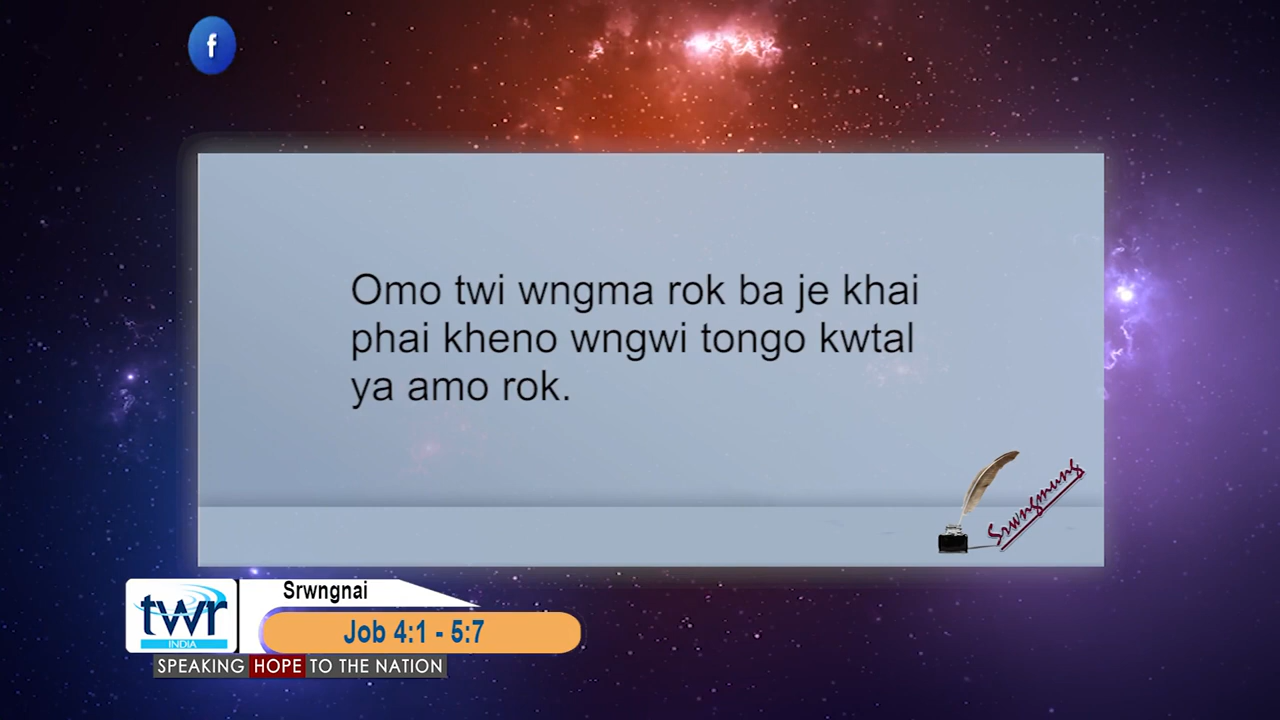 f
Omo twi wngma rok ba je khai
phai kheno wngwi tongo kwtal
ya amo rok.
Srwngmung
twr
INDIA
Srwngnai
Job 4:1 - 5:7
SPEAKING HOPE TO THE NATION